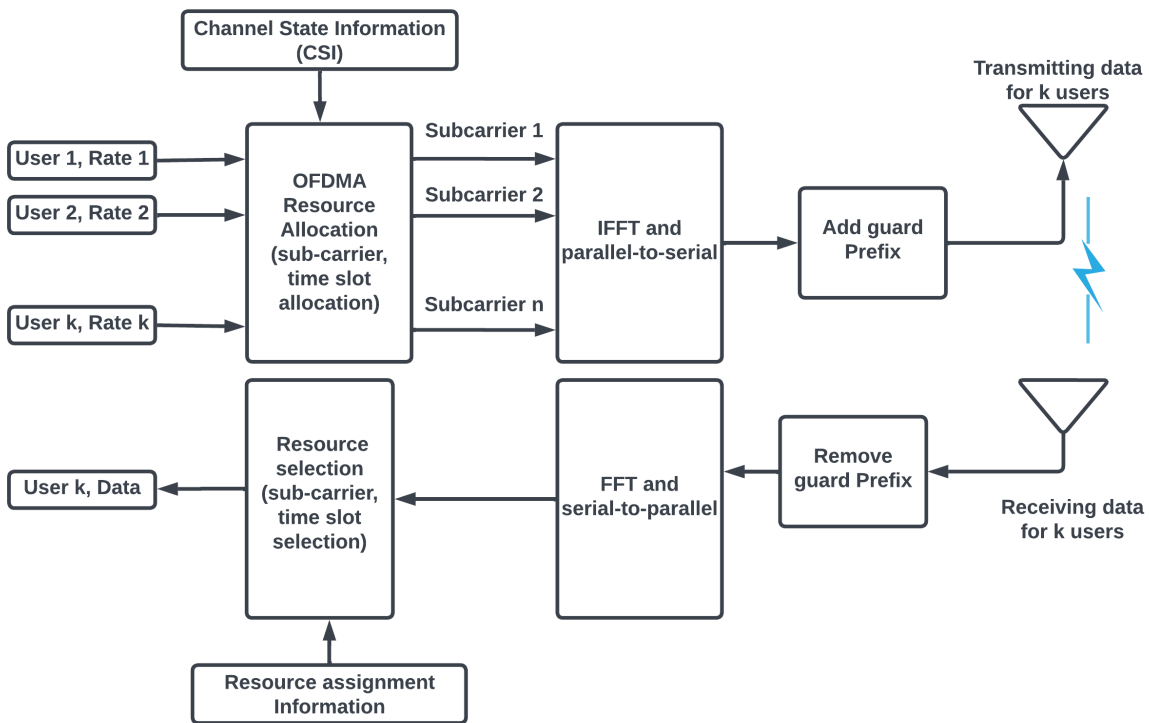 Channel State Information
(CSI)
Transmitting data
for k users
User 1, Rate 1
User 2, Rate 2
User k, Rate k
OFDMA
Resource
Allocation
(sub-carrier,
time slot
allocation)
Subcarrier 1
Subcarrier 2
Subcarrier n
IFFT and
parallel-to-serial
Add guard
Prefix
User k, Data
Resource
selection
(sub-carrier,
time slot
selection)
FFT and
serial-to-parallel
Remove
guard Prefix
Receiving data
for k users
Resource assignment
Information